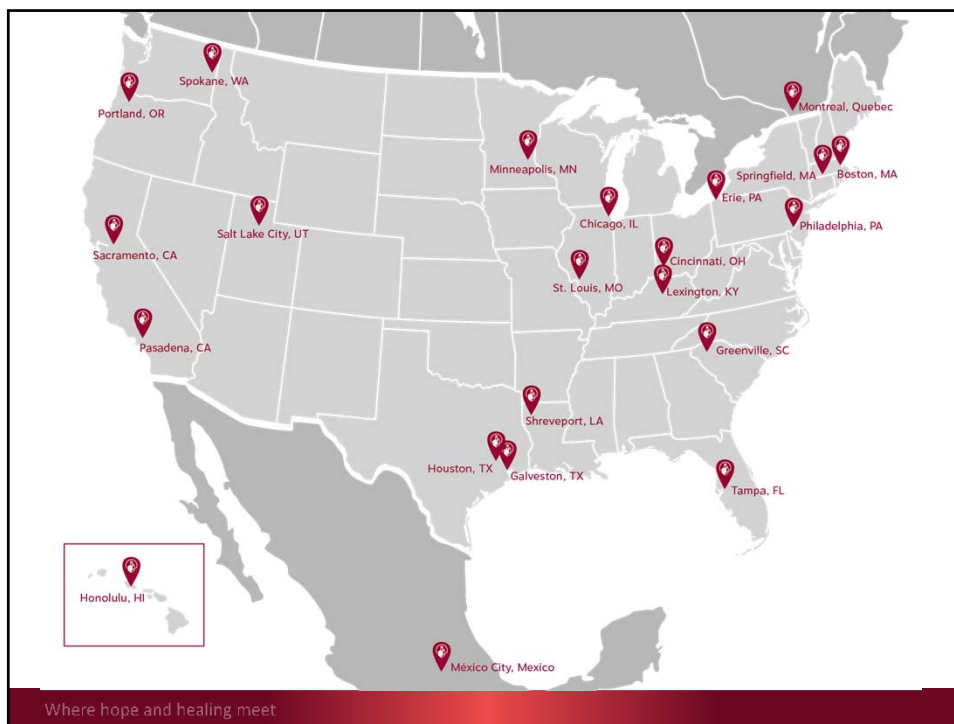 Spokane, WA
Portland, OR
Montreal, Quebec
Minneapolis, MN
Springfield, MA
Boston, MA
Erie, PA
Chicago, IL
Philadelphia, PA
Salt Lake City, UT
Sacramento, CA
Cincinnati, OH
St. Louis, MO
Lexington, KY
Pasadena, CA
Greenville, SC
Shreveport, LA
Houston, TX
Galveston, TX
Tampa, FL
Honolulu, HI
México City, Mexico
Where hope and healing meet